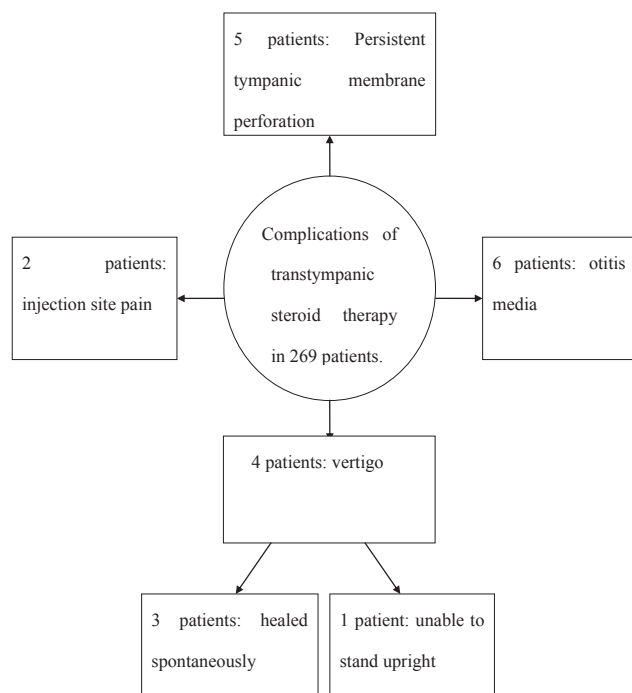 5 patients: Persistent
tympanic membrane
perforation
Complications of
transtympanic
steroid therapy
in 269 patients.
2 patients:
injection site pain
6 patients: otitis
media
4 patients: vertigo
3 patients: healed
spontaneously
1 patient: unable to
stand upright